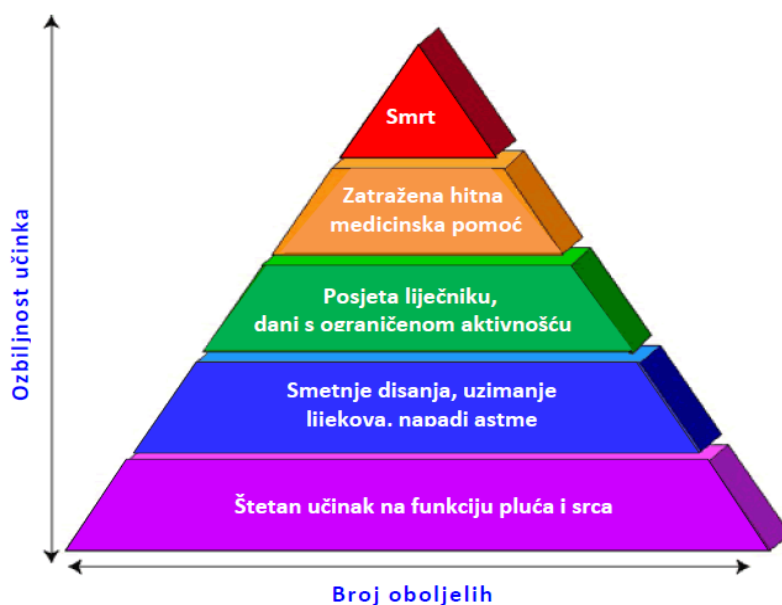 Smrt
Zatražena hitna
medicinska pomoć
Posjeta liječniku,
dani s ograničenom aktivnošću
Smetnje disanja, uzimanje
lijekova, napadi astme
Štetan učinak na funkciju pluća i srca
Ozbiljnost učinka
Broj oboljelih